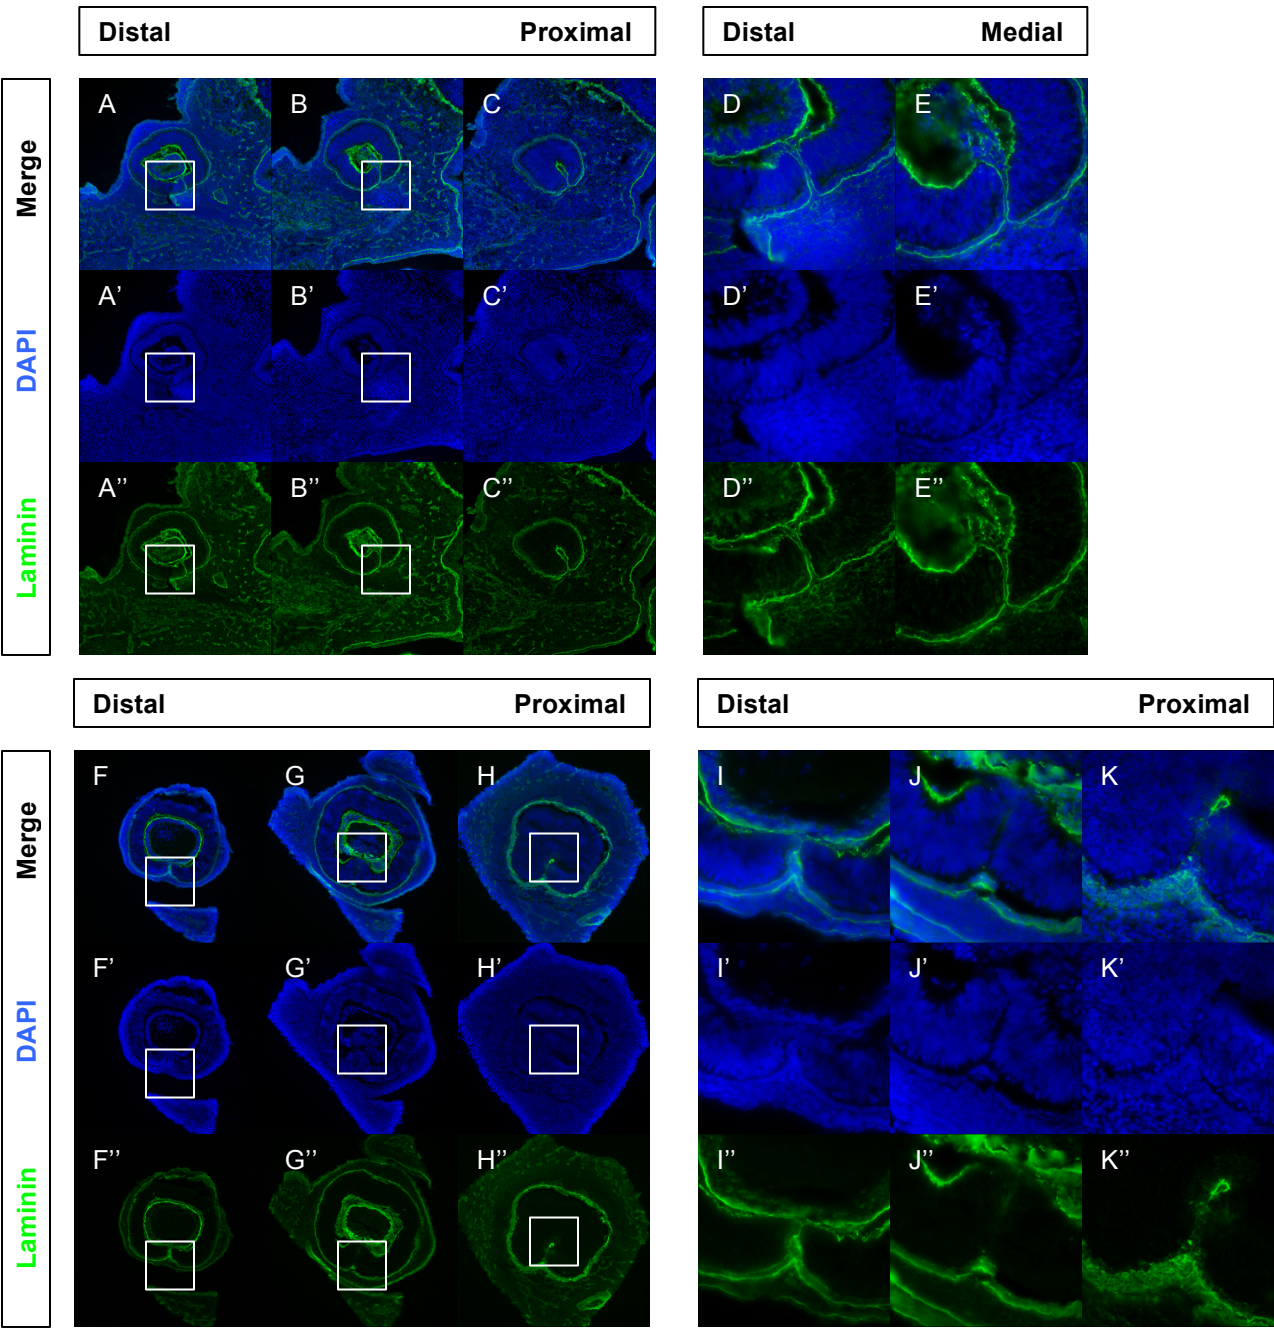 Distal Proximal
Distal Medial
Merge
A B C
D E
DAPI
A’ B’ C’
D’ E’
Laminin
A’’ B’’ C’’
D’’ E’’
Distal Proximal
Distal Proximal
Merge
F G H
I J K
DAPI
F’ G’ H’
I’ J’ K’
Laminin
F’’ G’’ H’’
I’’ J’’ K’’